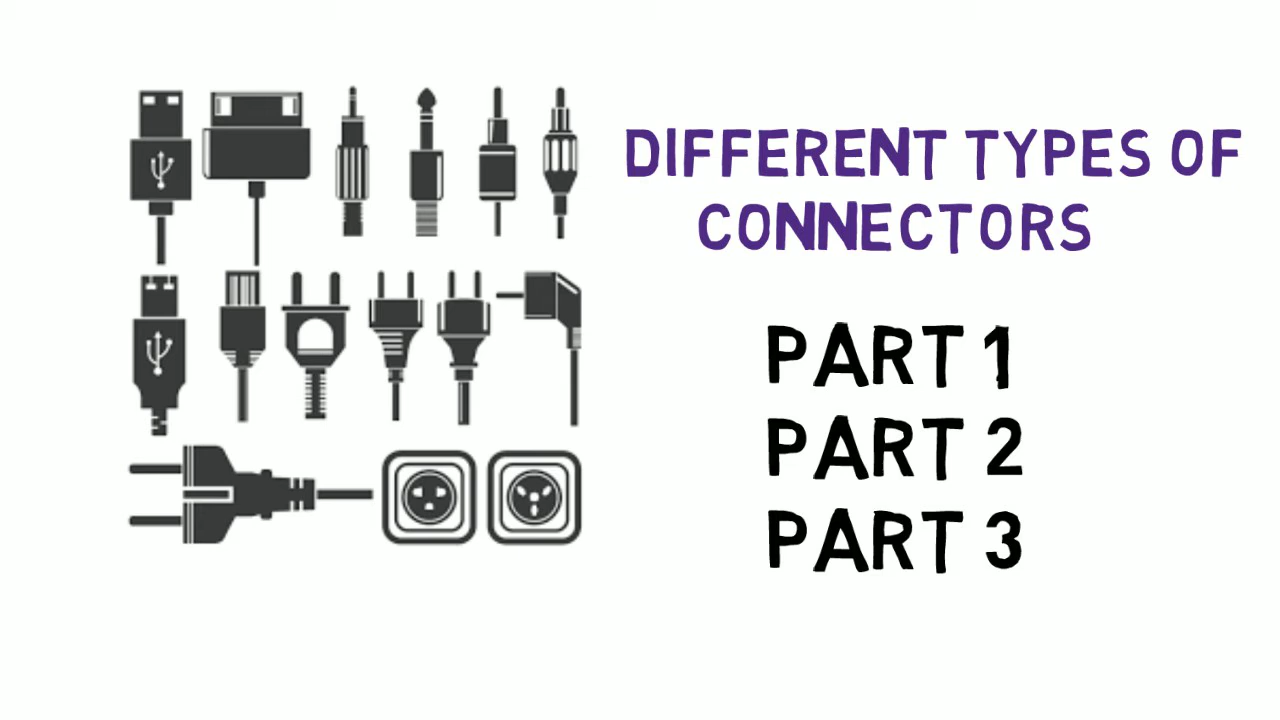 DIFFERENT TYPES OF
CONNECTORS
PART 1
PART 2
PART 3